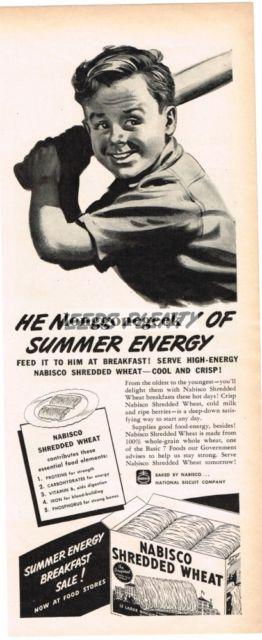 HE NEEDS PLENTY OF
longgonegeek
SUMMER ENERGY
FEED IT TO HIM AT BREAKFAST! SERVE HIGH-ENERGY
NABISCO SHREDDED WHEAT—COOL AND CRISP!
NABISCO
SHREDDED WHEAT
contributes these
essential food elements:
1. PROTEINS for strength
2. CARBOHYDRATES for energy
3. VITAMIN B₁ aids digestion
4. IRON for blood-building
5. PHOSPHORUS for strong bones
From the oldest to the youngest—you'll
delight them with Nabisco Shredded
Wheat breakfasts these hot days! Crisp
Nabisco Shredded Wheat, cold milk
and ripe berries—is a deep-down satis-
fying way to start any day.
Supplies good food-energy, besides!
Nabisco Shredded Wheat is made from
100% whole-grain whole wheat, one
of the Basic 7 Foods our Government
advises to help us stay strong. Serve
Nabisco Shredded Wheat tomorrow!
BAKED BY NABISCO...
NATIONAL BISCUIT COMPANY
SUMMER ENERGY
BREAKFAST
SALE!
NOW AT FOOD STORES
NABISCO
SHREDDED WHEAT
12 LARGE